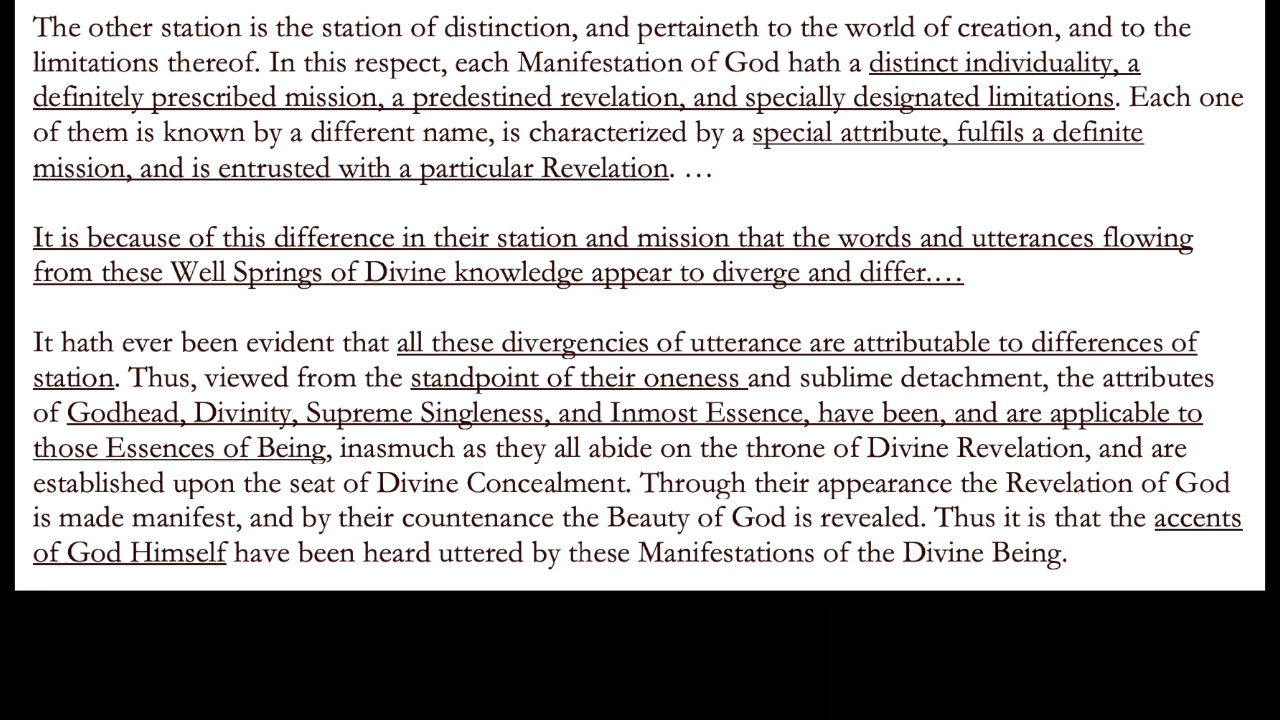 The other station is the station of distinction, and pertaineth to the world of creation, and to the
limitations thereof. In this respect, each Manifestation of God hath a distinct individuality, a
definitely prescribed mission, a predestined revelation, and specially designated limitations. Each one
of them is known by a different name, is characterized by a special attribute, fulfils a definite
mission, and is entrusted with a particular Revelation. …
It is because of this difference in their station and mission that the words and utterances flowing
from these Well Springs of Divine knowledge appear to diverge and differ.…
It hath ever been evident that all these divergencies of utterance are attributable to differences of
station. Thus, viewed from the standpoint of their oneness and sublime detachment, the attributes
of Godhead, Divinity, Supreme Singleness, and Inmost Essence, have been, and are applicable to
those Essences of Being, inasmuch as they all abide on the throne of Divine Revelation, and are
established upon the seat of Divine Concealment. Through their appearance the Revelation of God
is made manifest, and by their countenance the Beauty of God is revealed. Thus it is that the accents
of God Himself have been heard uttered by these Manifestations of the Divine Being.